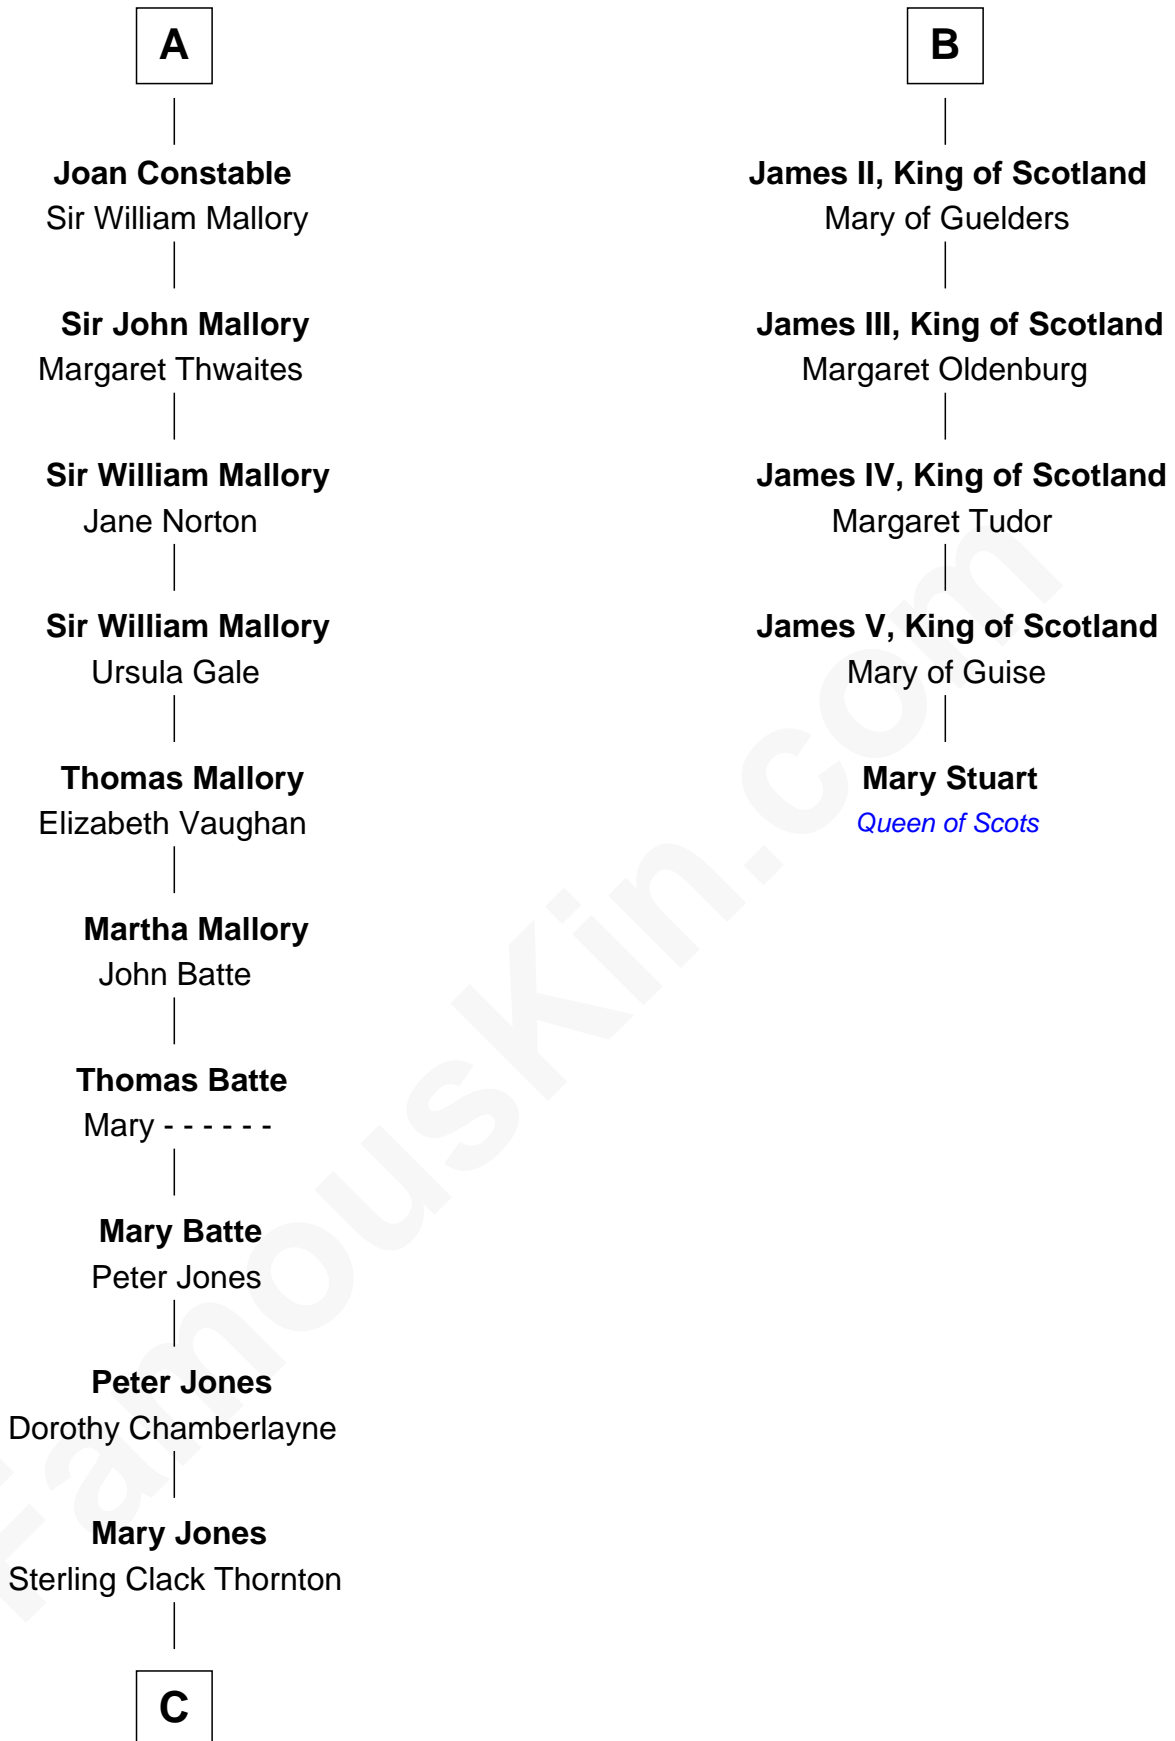 A
Joan Constable
Sir William Mallory
Sir John Mallory
Margaret Thwaites
Sir William Mallory
Jane Norton
Sir William Mallory
Ursula Gale
Thomas Mallory
Elizabeth Vaughan
Martha Mallory
John Batte
Thomas Batte
Mary - - - - - -
Mary Batte
Peter Jones
Peter Jones
Dorothy Chamberlayne
Mary Jones
Sterling Clack Thornton
C
B
James II, King of Scotland
Mary of Guelders
James III, King of Scotland
Margaret Oldenburg
James IV, King of Scotland
Margaret Tudor
James V, King of Scotland
Mary of Guise
Mary Stuart
Queen of Scots
FamousKin.com